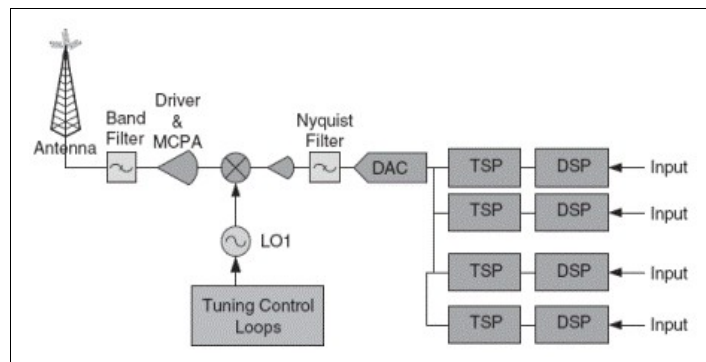 Antenna
Band
Filter
Driver
&
MCPA
Nyquist
Filter
DAC
TSP
DSP
Input
TSP
DSP
Input
TSP
DSP
Input
TSP
DSP
Input
LO1
Tuning Control
Loops